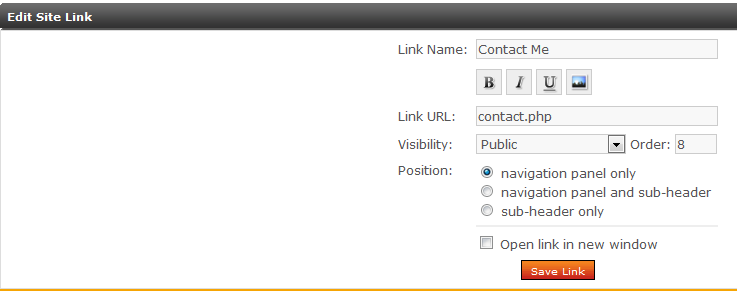 Edit Site Link
Link Name: Contact Me
B I U
Link URL: contact.php
Visibility: Public Order: 8
Position: navigation panel only
navigation panel and sub-header
sub-header only
Open link in new window
Save Link